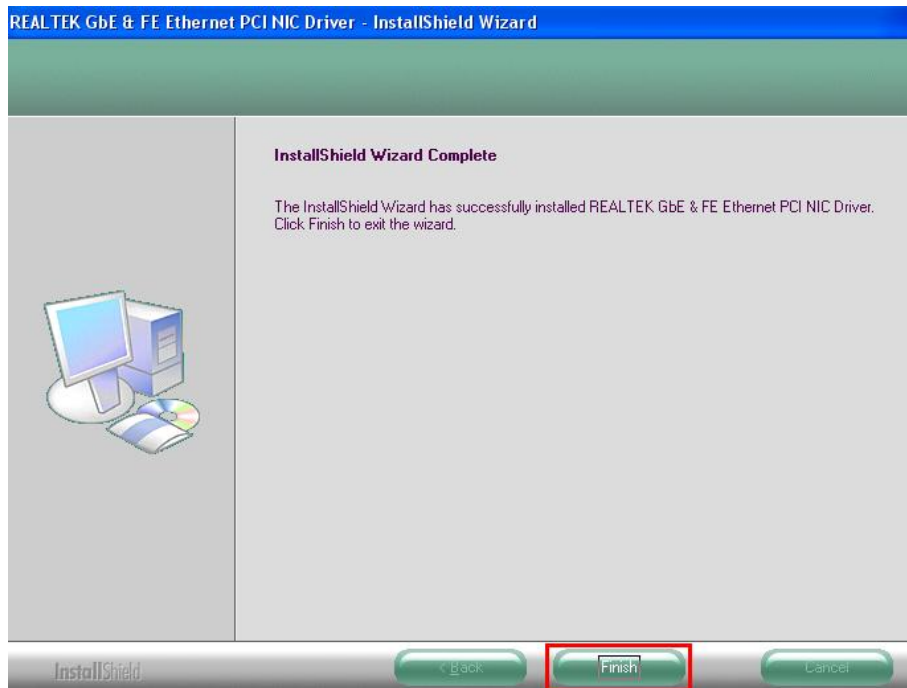 REALTEK GbE & FE Ethernet PCI NIC Driver - InstallShield Wizard
InstallShield Wizard Complete
The InstallShield Wizard has successfully installed REALTEK GbE & FE Ethernet PCI NIC Driver.
Click Finish to exit the wizard.
InstallShield
< Back
Finish
Cancel